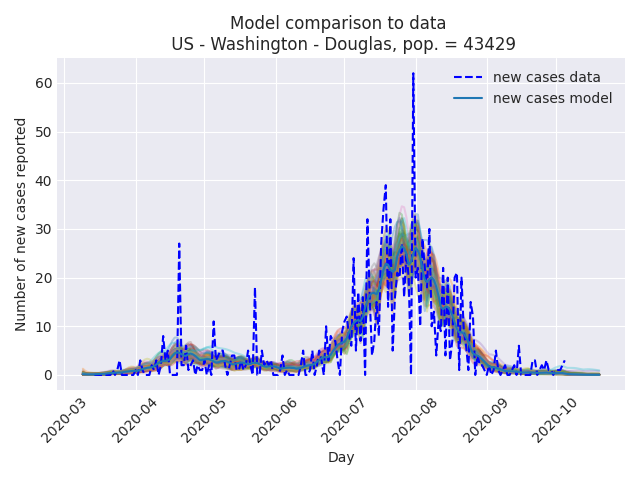 Model comparison to data
US - Washington - Douglas, pop. = 43429
new cases data
new cases model
Number of new cases reported
60
50
40
30
20
10
0
2020-03
2020-04
2020-05
2020-06
2020-07
2020-08
2020-09
2020-10
Day